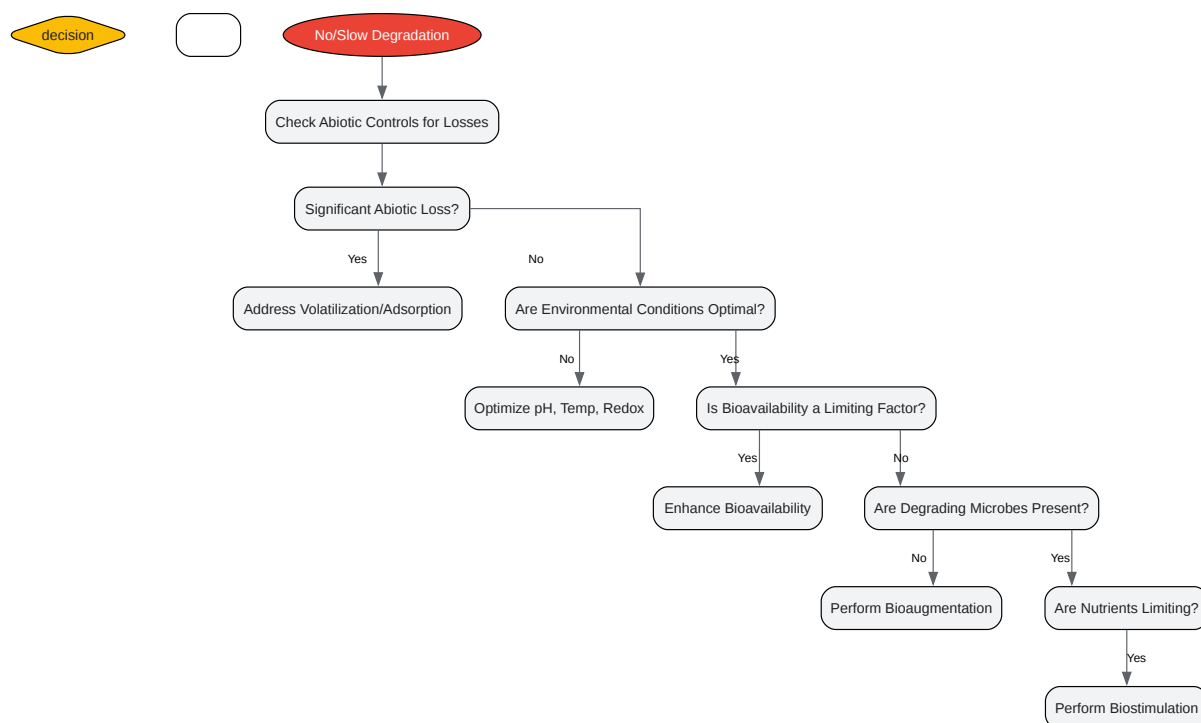 decision
No/Slow Degradation
Check Abiotic Controls for Losses
Significant Abiotic Loss?
Yes
No
Address Volatilization/Adsorption
Are Environmental Conditions Optimal?
No
Yes
Optimize pH, Temp, Redox
Is Bioavailability a Limiting Factor?
Yes
No
Enhance Bioavailability
Are Degrading Microbes Present?
No
Yes
Perform Bioaugmentation
Are Nutrients Limiting?
Yes
Perform Biostimulation